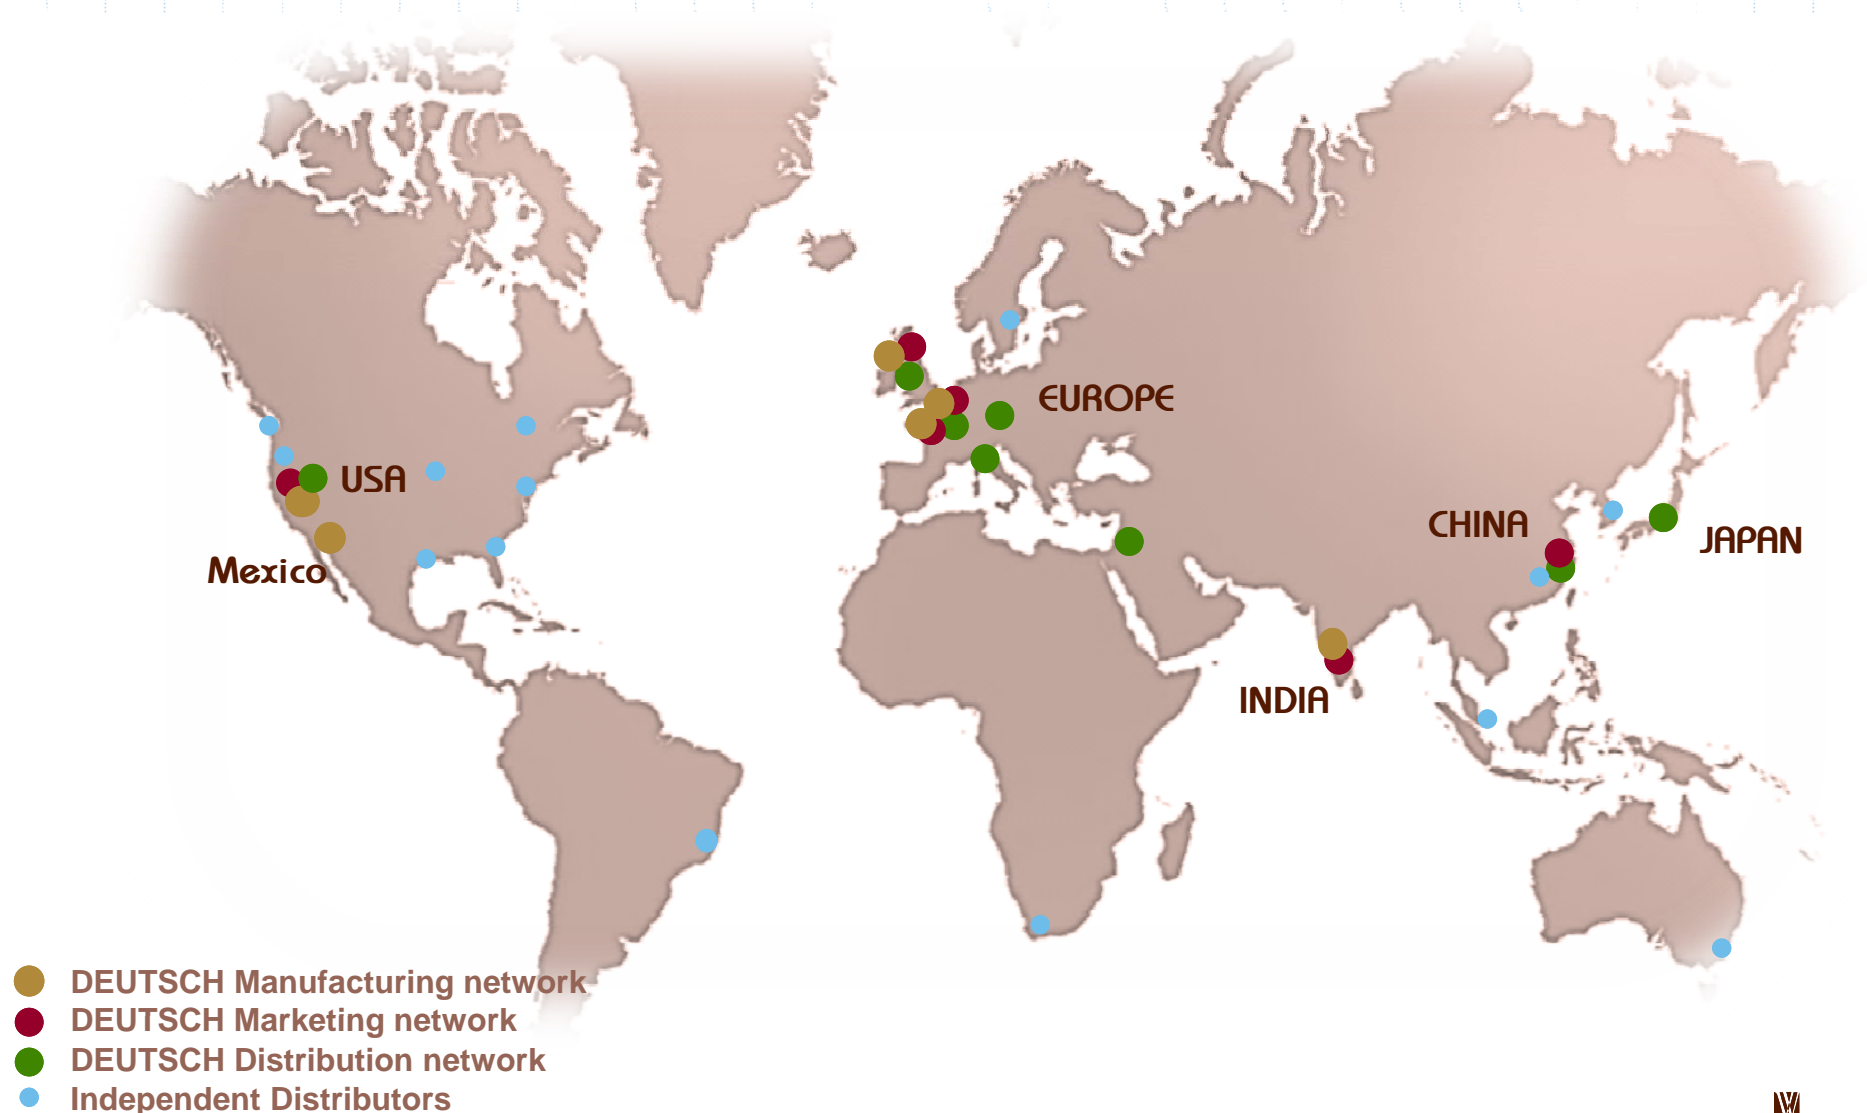 EUROPE
USA
CHINA
JAPAN
Mexico
INDIA
DEUTSCH Manufacturing network
DEUTSCH Marketing network
DEUTSCH Distribution network
Independent Distributors